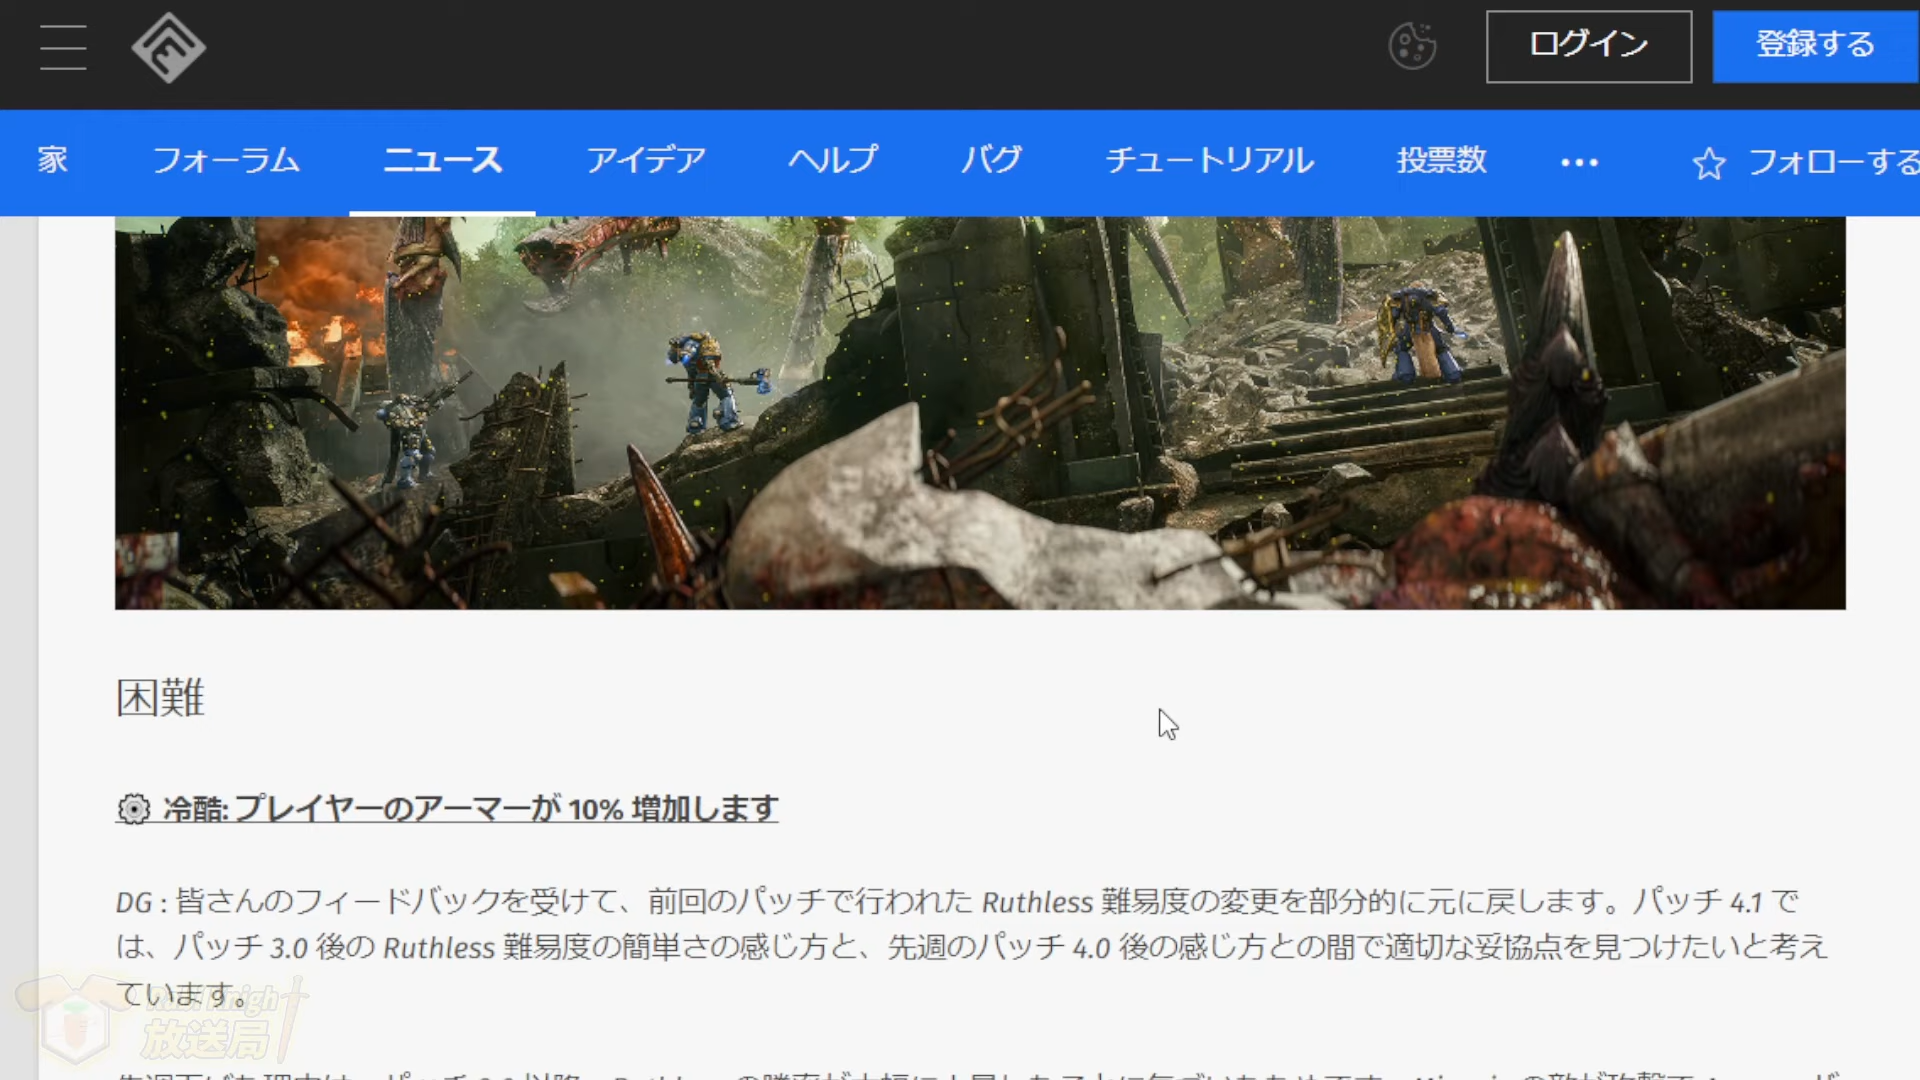 ログイン
登録する
家
フォーラム
ニュース
アイデア
ヘルプ
バグ
チュートリアル
投票数
フォローする
困難
冷酷: プレイヤーのアーマーが 10% 増加します
DG : 皆さんのフィードバックを受けて、前回のパッチで行われた Ruthless 難易度の変更を部分的に元に戻します。パッチ 4.1 で
は、パッチ 3.0 後の Ruthless 難易度の簡単さの感じ方と、先週のパッチ 4.0 後の感じ方との間で適切な妥協点を見つけたいと考え
ています。
放送局